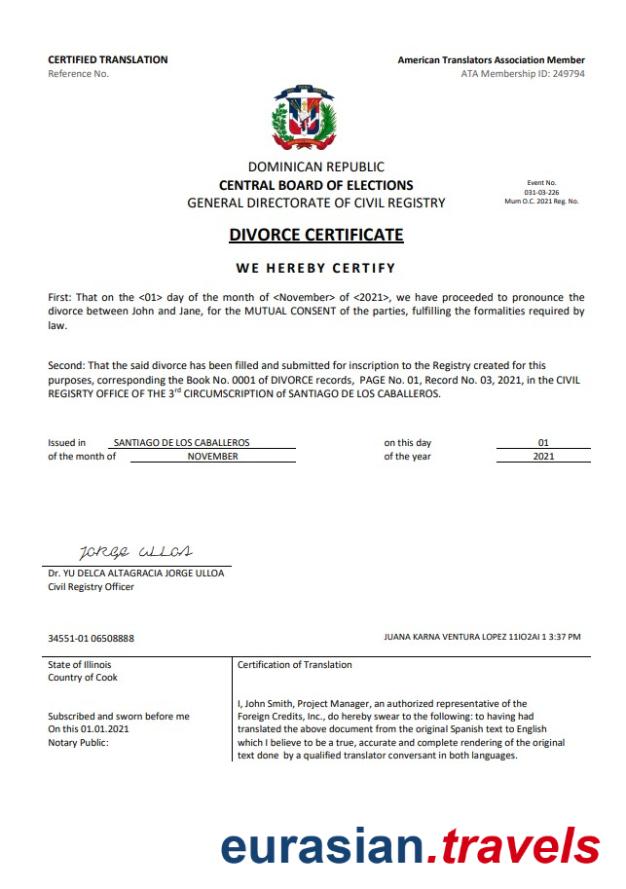 CERTIFIED TRANSLATION
Reference No.
American Translators Association Member
ATA Membership ID: 249794
DOMINICAN REPUBLIC
CENTRAL BOARD OF ELECTIONS
GENERAL DIRECTORATE OF CIVIL REGISTRY
Event No.
031-03-226
Mum O.C. 2021 Reg. No.
DIVORCE CERTIFICATE
WE HEREBY CERTIFY
First: That on the <01> day of the month of <November> of <2021>, we have proceeded to pronounce the
divorce between John and Jane, for the MUTUAL CONSENT of the parties, fulfilling the formalities required by
law.
Second: That the said divorce has been filled and submitted for inscription to the Registry created for this
purposes, corresponding the Book No. 0001 of DIVORCE records, PAGE No. 01, Record No. 03, 2021, in the CIVIL
REGISRTY OFFICE OF THE 3rd CIRCUMSCRIPTION of SANTIAGO DE LOS CABALLEROS.
Issued in SANTIAGO DE LOS CABALLEROS on this day 01
of the month of NOVEMBER of the year 2021
JORGE ULLOA
Dr. YU DELCA ALTAGRACIA JORGE ULLOA
Civil Registry Officer
34551-01 06508888
JUANA KARNA VENTURA LOPEZ 11IO2AI 1 3:37 PM
State of Illinois
Country of Cook
Subscribed and sworn before me
On this 01.01.2021
Notary Public:
Certification of Translation
I, John Smith, Project Manager, an authorized representative of the
Foreign Credits, Inc., do hereby swear to the following: to having had
translated the above document from the original Spanish text to English
which I believe to be a true, accurate and complete rendering of the original
text done by a qualified translator conversant in both languages.
eurasian.travels